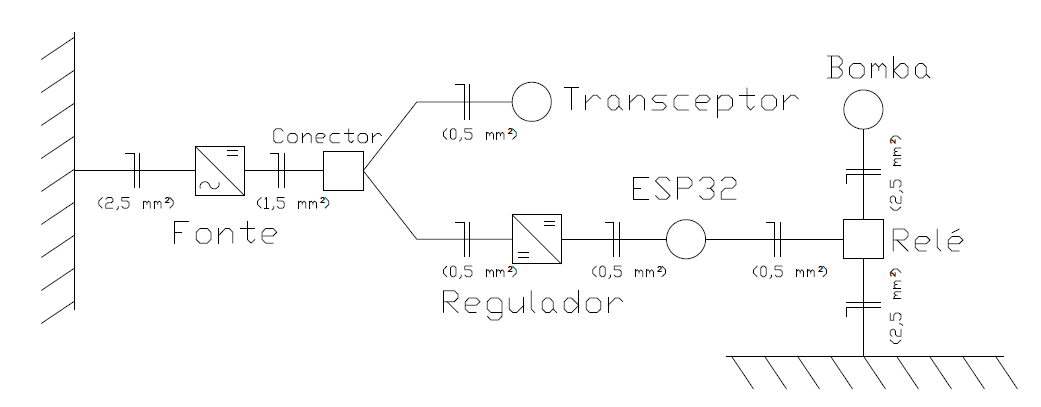 Bomba
Transceptor
(0,5 mm²)
Conector
(2,5 mm²)
(1,5 mm²)
Fonte
(2,5 mm²)
ESP32
Relé
(0,5 mm²)
(0,5 mm²)
(0,5 mm²)
Regulador
(2,5 mm²)